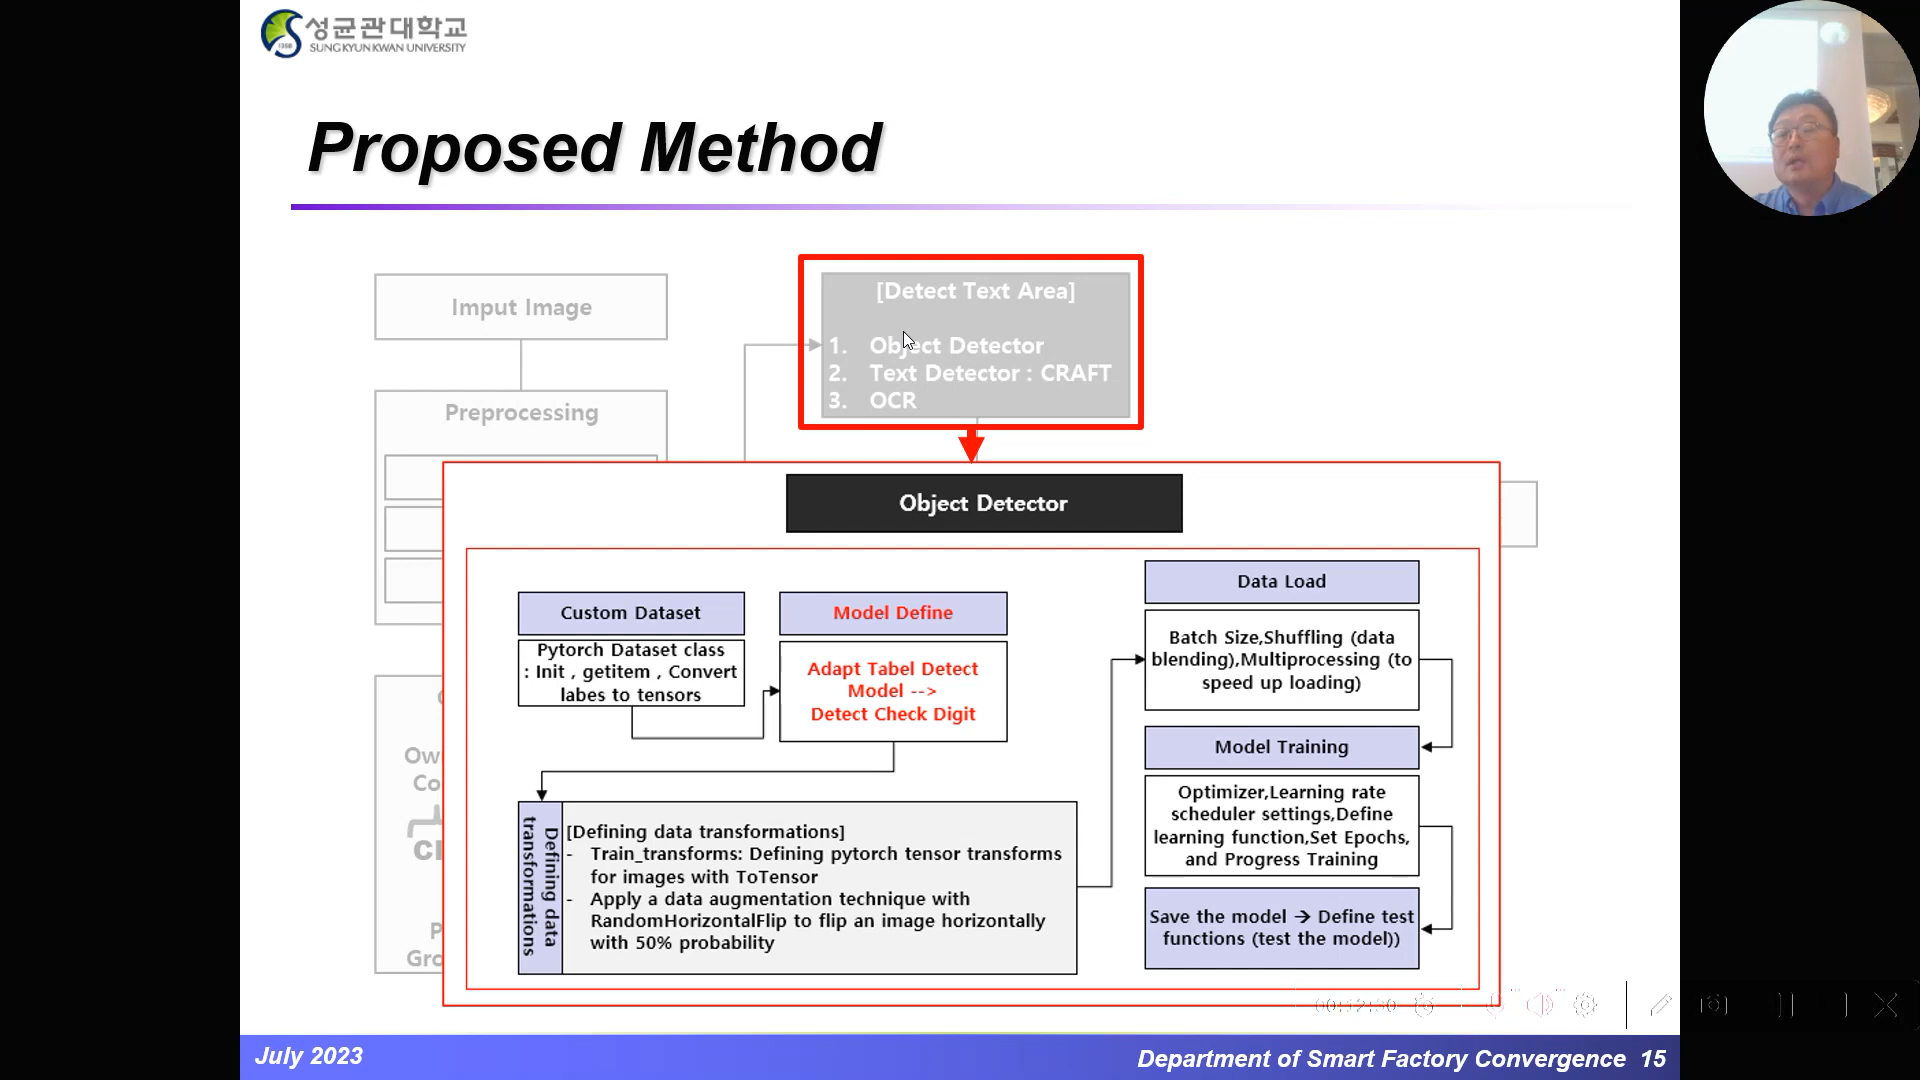 성균관대학교
SUNGKYUNKWAN UNIVERSITY
1398
Proposed Method
Imput Image
Preprocessing
[Detect Text Area]
1. Object Detector
2. Text Detector : CRAFT
3. OCR
Object Detector
Custom Dataset
Pytorch Dataset class
: Init , getitem , Convert
labes to tensors
Model Define
Adapt Tabel Detect
Model -->
Detect Check Digit
Defining data
transformations
[Defining data transformations]
- Train_transforms: Defining pytorch tensor transforms
for images with ToTensor
- Apply a data augmentation technique with
RandomHorizontalFlip to flip an image horizontally
with 50% probability
Data Load
Batch Size,Shuffling (data
blending),Multiprocessing (to
speed up loading)
Model Training
Optimizer,Learning rate
scheduler settings,Define
learning function,Set Epochs,
and Progress Training
Save the model → Define test
functions (test the model))
00:12:30
July 2023
Department of Smart Factory Convergence 15